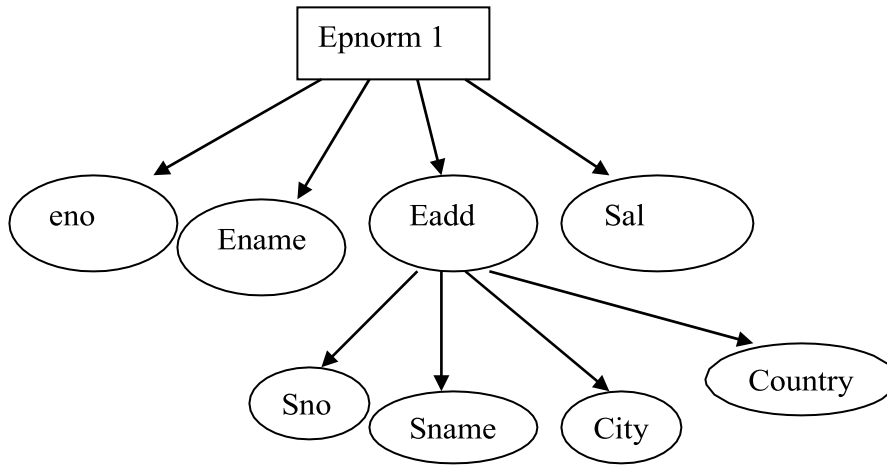 Epnorm 1
eno
Ename
Eadd
Sal
Sno
Sname
City
Country